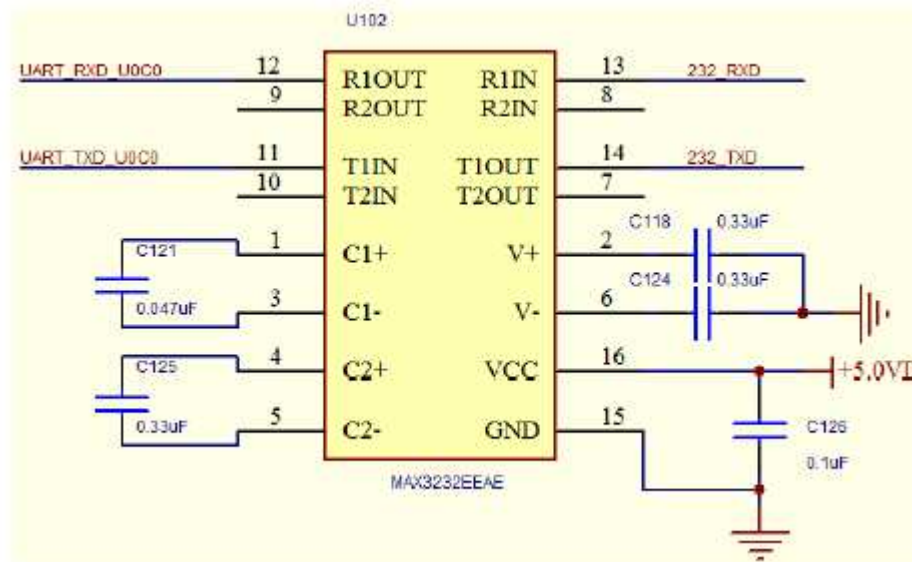 U102
UART_RXD_U0C0 12 R1OUT R1IN 13 232_RXD
9 R2OUT R2IN 8
UART_TXD_U0C0 11 T1IN T1OUT 14 232_TXD
10 T2IN T2OUT 7
C121 1 C1+ V+ 2 C118 0.33uF
0.047uF 3 C1- V- 6 C124 0.33uF
C125 4 C2+ VCC 16 +5.0VD
0.33uF 5 C2- GND 15 C126
0.1uF
MAX3232EEAE